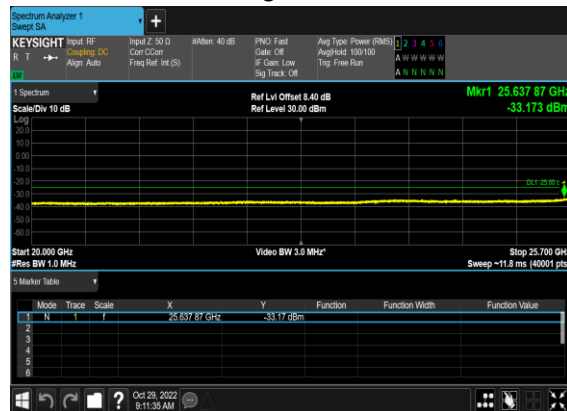 Spectrum Analyzer 1
Swept SA
+
KEYSIGHT Input: RF Input Z: 50 Ω #Atten: 40 dB PNO: Fast Avg Type: Power (RMS) 1 2 3 4 5 6
R T Coupling: DC Corr CCorr Gate: Off Avg|Hold: 100/100 A W W W W W
Align: Auto Freq Ref: Int (S) IF Gain: Low Trig: Free Run
Sig Track: Off A N N N N N
1 Spectrum
Ref Lvl Offset 8.40 dB Mkr1 25.637 87 GHz
Scale/Div 10 dB Ref Level 30.00 dBm -33.173 dBm
Log
20.0
10.0
0.00
-10.0
-20.0
DL1 -25.00
-30.0
-40.0
-50.0
-60.0
Start 20.000 GHz Video BW 3.0 MHz* Stop 25.700 GHz
#Res BW 1.0 MHz Sweep ~11.8 ms (40001 pts
5 Marker Table
Mode Trace Scale X Y Function Function Width Function Value
1 N 1 f 25.637 87 GHz -33.17 dBm
2
3
4
5
6
? Oct 29, 2022
9:11:35 AM